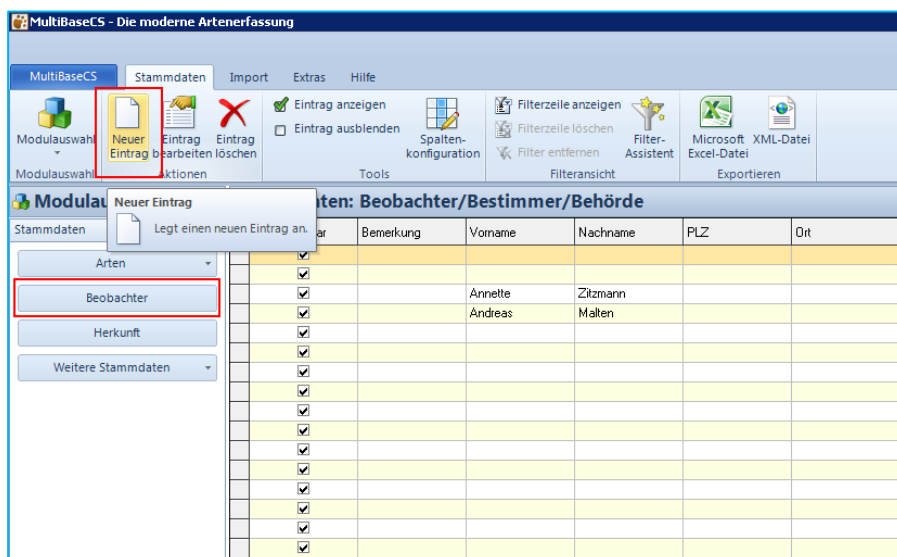 MultiBaseCS - Die moderne Artenerfassung
MultiBaseCS Stammdaten Import Extras Hilfe
Modulauswahl
Neuer Eintrag
Eintrag bearbeiten
Eintrag löschen
Eintrag anzeigen
Eintrag ausblenden
Spalten-
konfiguration
Filterzeile anzeigen
Filterzeile löschen
Filter entfernen
Filter-
Assistent
Microsoft
Excel-Datei
XML-Datei
Modulauswahl Aktionen Tools Filteransicht Exportieren
Neuer Eintrag
Legt einen neuen Eintrag an.
Beobachter/Bestimmer/Behörde
Stammdaten
Bemerkung Vorname Nachname PLZ Ort
Arten
Beobachter
Herkunft
Weitere Stammdaten
Annette Zitzmann
Andreas Malten